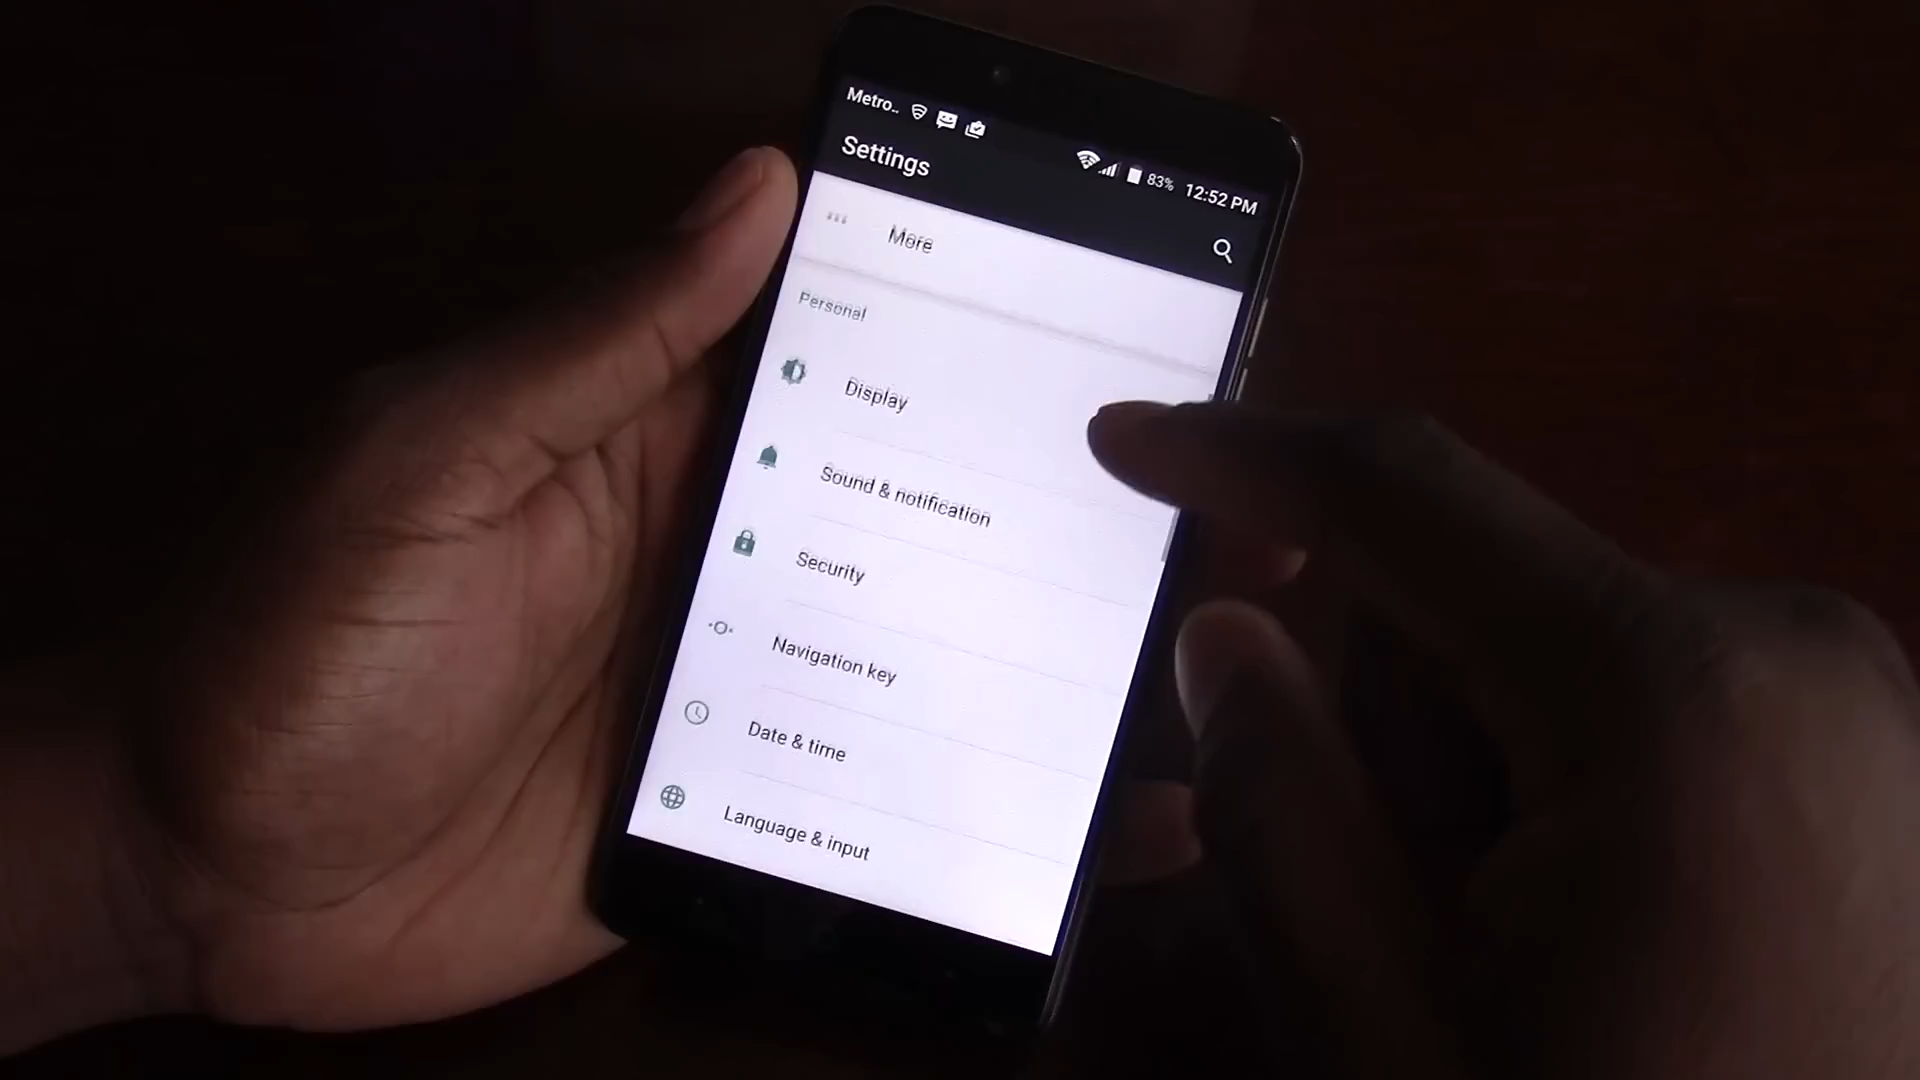 Metro..
83% 12:52 PM
Settings
More
Personal
Display
Sound & notification
Security
Navigation key
Date & time
Language & input